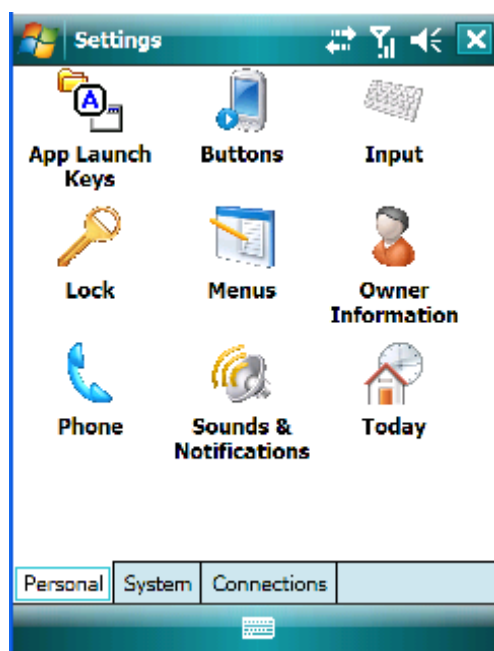 Settings
A
App Launch Buttons Input
Keys
Lock Menus Owner
Information
Phone Sounds & Today
Notifications
Personal System Connections